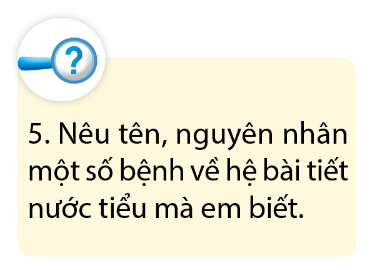 ?
5. Nêu tên, nguyên nhân
một số bệnh về hệ bài tiết
nước tiểu mà em biết.